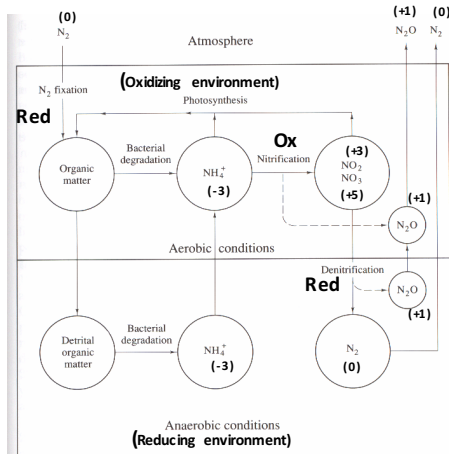 (0)
N₂
(+1)
N₂O
(0)
N₂
Atmosphere
(Oxidizing environment)
N₂ fixation
Red
Photosynthesis
Organic
matter
Bacterial
degradation
NH₄⁺
(-3)
Ox
Nitrification
(+3)
NO₂
NO₃
(+5)
(+1)
N₂O
Aerobic conditions
Denitrification
Red
N₂O
(+1)
Detrital
organic
matter
Bacterial
degradation
NH₄⁺
(-3)
N₂
(0)
Anaerobic conditions
(Reducing environment)